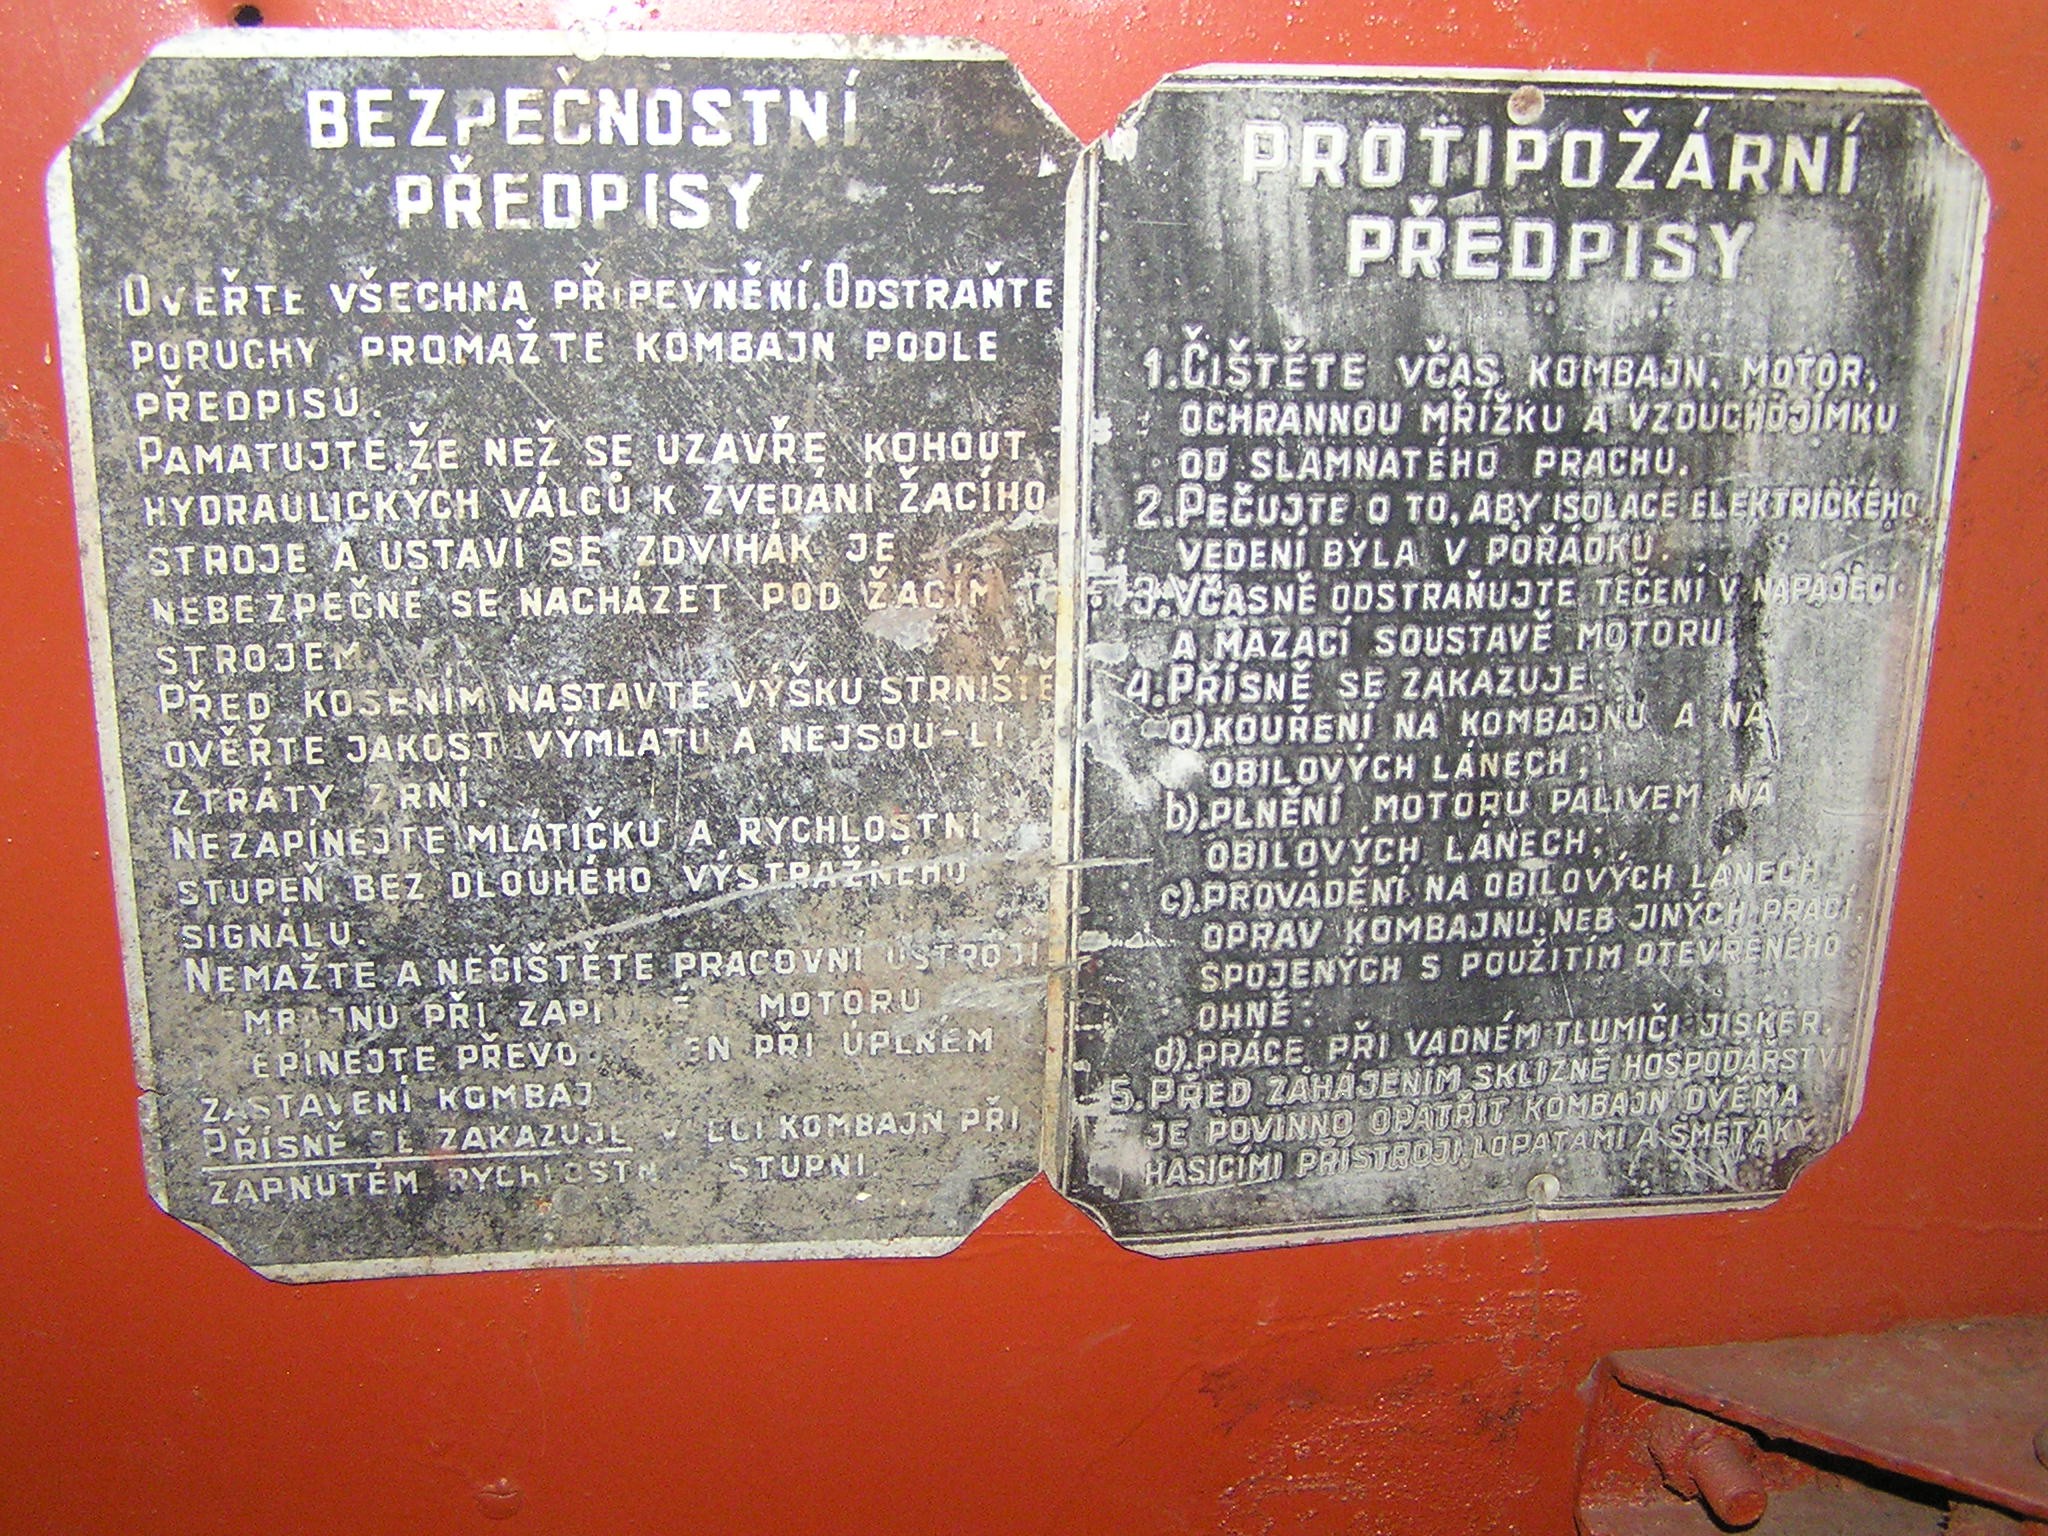 BEZPEČNOSTNÍ
PŘEDPISY
OVEŘTE VŠECHNA PŘIPEVNĚNÍ. ODSTRAŇTE
PORUCHY PROMAŽTE KOMBAJN PODLE
PŘEDPISŮ.
PAMATUJTE, ŽE NEŽ SE UZAVŘE KOHOUT
HYDRAULICKÝCH VÁLCŮ K ZVEDÁNÍ ŽACÍHO
STROJE A USTAVÍ SE ZDVIHÁK JE
NEBEZPEČNÉ SE NACHÁZET POD ŽACÍM
STROJEM
PŘED KOSENÍM NASTAVTE VÝŠKU STRNIŠTĚ
OVĚŘTE JAKOST VÝMLATU A NEJSOU-LI
ZTRÁTY ZRNÍ.
NEZAPÍNEJTE MLÁTIČKU A RYCHLOSTNÍ
STUPEŇ BEZ DLOUHÉHO VÝSTRAŽNÉHO
SIGNÁLU.
NEMAŽTE A NEČIŠTĚTE PRACOVNÍ ÚSTROJÍ
PŘI MOTORU
PŘI ÚPLNÉM
ZASTAVENÍ
PŘÍSNĚ SE ZAKAZUJE KOMBAJN PŘI
ZAPNUTÉM RYCHLOSTN STUPNI.
PROTIPOŽÁRNÍ
PŘEDPISY
1. ČIŠTĚTE VČAS KOMBAJN, MOTOR,
OCHRANNOU MŘÍŽKU A VZDUCHOJÍMKU
OD SLAMNATÉHO PRACHU.
2. PEČUJTE O TO, ABY ISOLACE ELEKTRICKÉHO
VEDENÍ BYLA V POŘÁDKU.
3. VČASNĚ ODSTRAŇUJTE TEČENÍ V NAPÁJECÍ
A MAZACÍ SOUSTAVĚ MOTORU
4. PŘÍSNĚ SE ZAKAZUJE
a). KOUŘENÍ NA KOMBAJNU A NA
OBILOVÝCH LÁNECH;
b). PLNĚNÍ MOTORU PALIVEM NA
OBILOVÝCH LÁNECH;
c). PROVÁDĚNÍ NA OBILOVÝCH LÁNECH
OPRAV KOMBAJNU, NEB JINÝCH PRACÍ,
SPOJENÝCH S POUŽITÍM OTEVŘENÉHO
OHNĚ:
d). PRÁCE PŘI VADNÉM TLUMIČI JISKER.
5. PŘED ZAHÁJENÍM SKLIZNĚ HOSPODÁŘSTVÍ
JE POVINNO OPATŘIT KOMBAJN DVĚMA
HASICÍMI PŘÍSTROJI, LOPATAMI A SMETÁKY